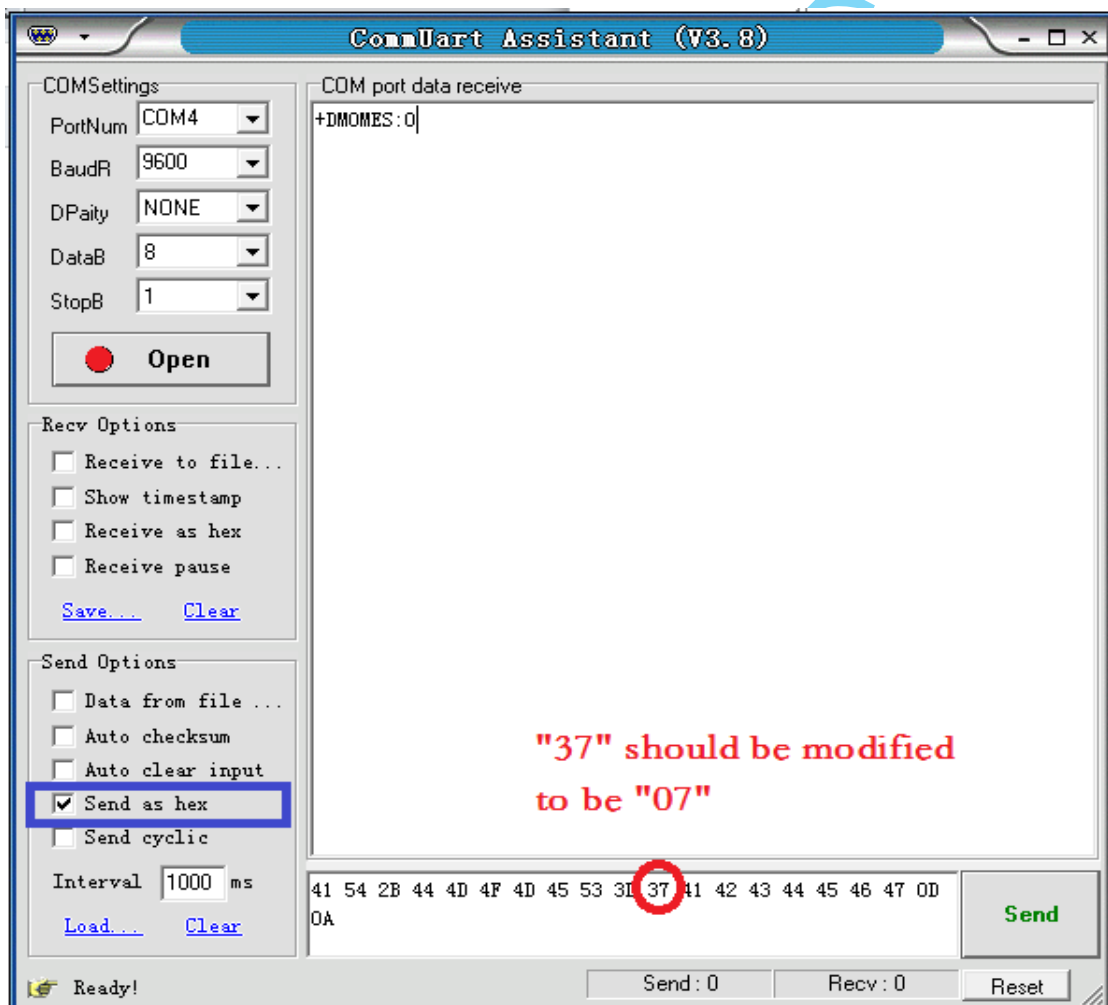 CommUart Assistant (V3.8)
COMSettings
PortNum COM4
BaudR 9600
DPaity NONE
DataB 8
StopB 1
Open
Recv Options
Receive to file...
Show timestamp
Receive as hex
Receive pause
Save... Clear
Send Options
Data from file ...
Auto checksum
Auto clear input
Send as hex
Send cyclic
Interval 1000 ms
Load... Clear
COM port data receive
+DMOMES:0
"37" should be modified
to be "07"
41 54 2B 44 4D 4F 4D 45 53 3D 37 41 42 43 44 45 46 47 0D
0A
Send
Ready!
Send : 0
Recv : 0
Reset